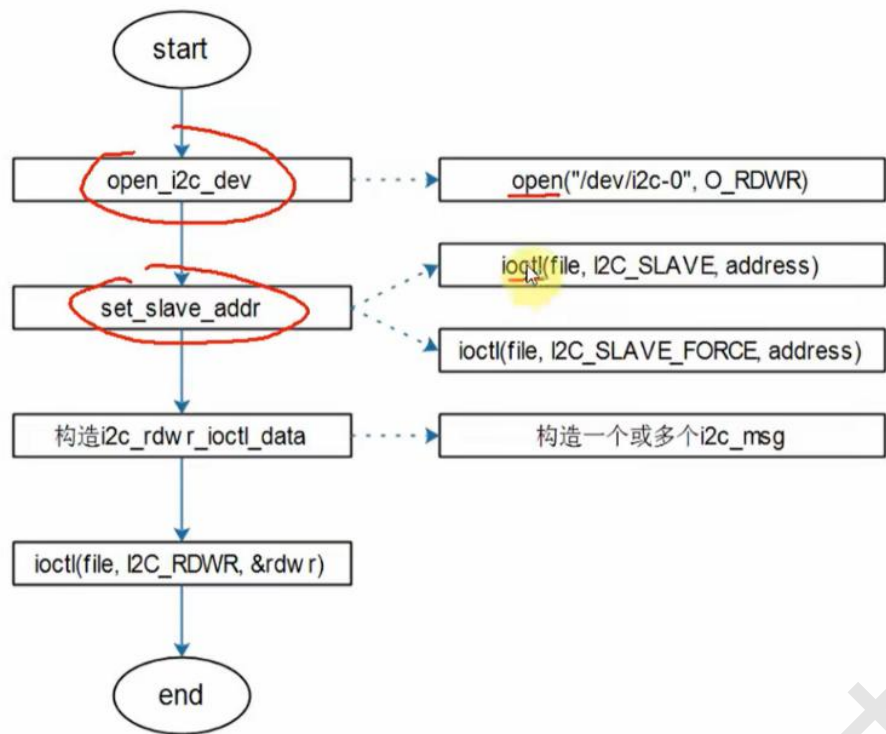 start
open_i2c_dev
open("/dev/i2c-0", O_RDWR)
ioctl(file, I2C_SLAVE, address)
set_slave_addr
ioctl(file, I2C_SLAVE_FORCE, address)
构造i2c_rdwr_ioctl_data
构造一个或多个i2c_msg
ioctl(file, I2C_RDWR, &rdwr)
end